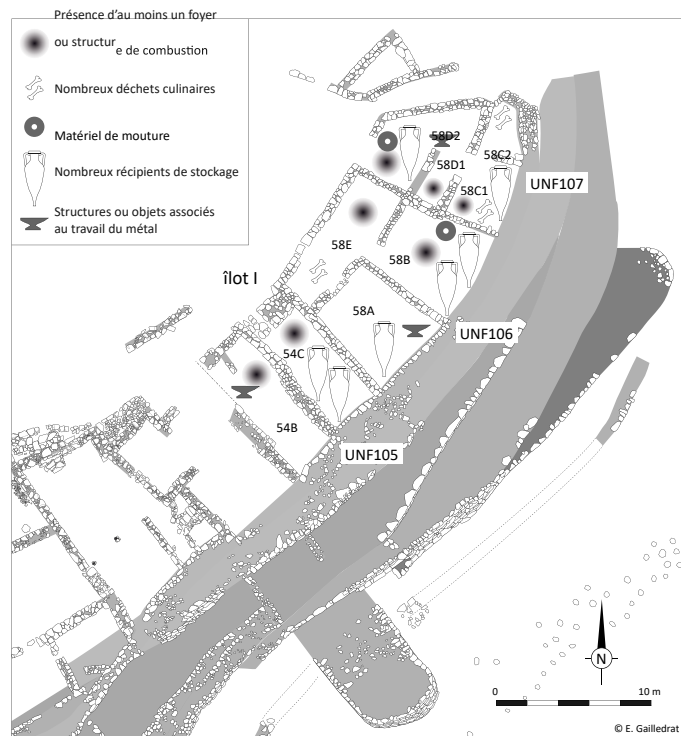 Présence d'au moins un foyer
ou structure de combustion
Nombreux déchets culinaires
Matériel de mouture
Nombreux récipients de stockage
Structures ou objets associés
au travail du métal
58D2
58D1
58C2
58C1
UNF107
58E
58B
îlot I
58A
UNF106
54C
54B
UNF105
N
0 10 m
© E. Gailledrat